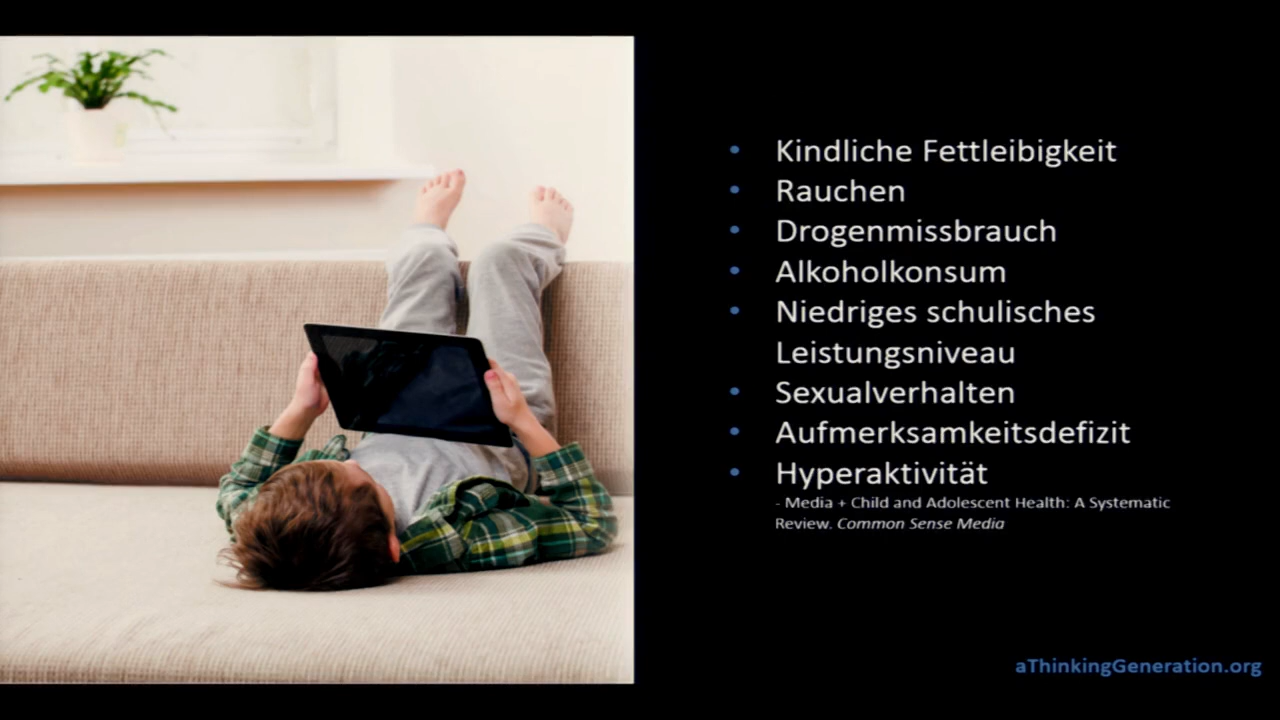 • Kindliche Fettleibigkeit
• Rauchen
• Drogenmissbrauch
• Alkoholkonsum
• Niedriges schulisches
Leistungsniveau
• Sexualverhalten
• Aufmerksamkeitsdefizit
• Hyperaktivität
- Media + Child and Adolescent Health: A Systematic
Review. Common Sense Media
aThinkingGeneration.org